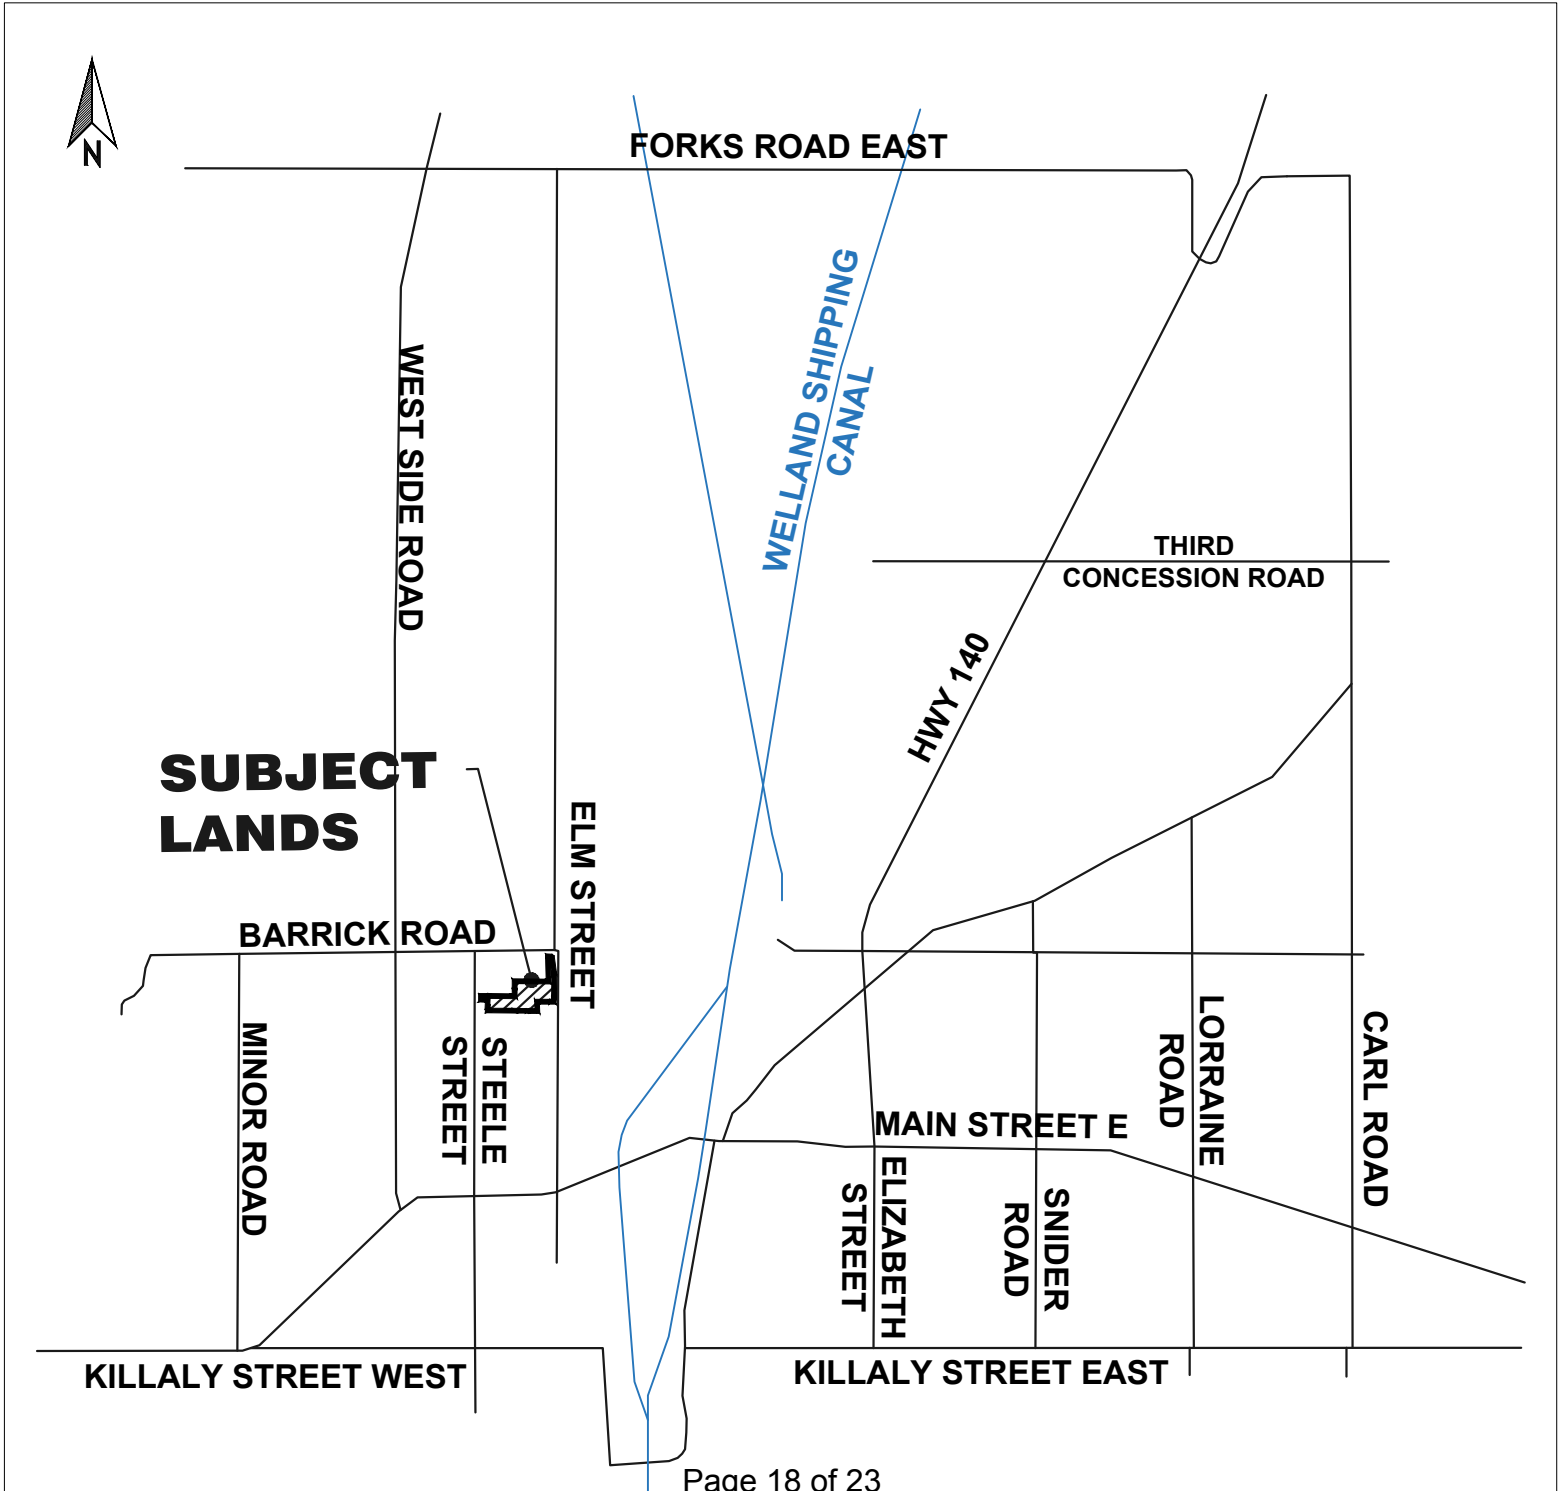 N
FORKS ROAD EAST
WELLAND SHIPPING
CANAL
WEST SIDE ROAD
THIRD
CONCESSION ROAD
HWY 140
SUBJECT
LANDS
ELM STREET
BARRICK ROAD
MINOR ROAD
STEELE
STREET
LORRAINE
ROAD
CARL ROAD
MAIN STREET E
ELIZABETH
STREET
SNIDER
ROAD
KILLALY STREET WEST
KILLALY STREET EAST
Page 18 of 23